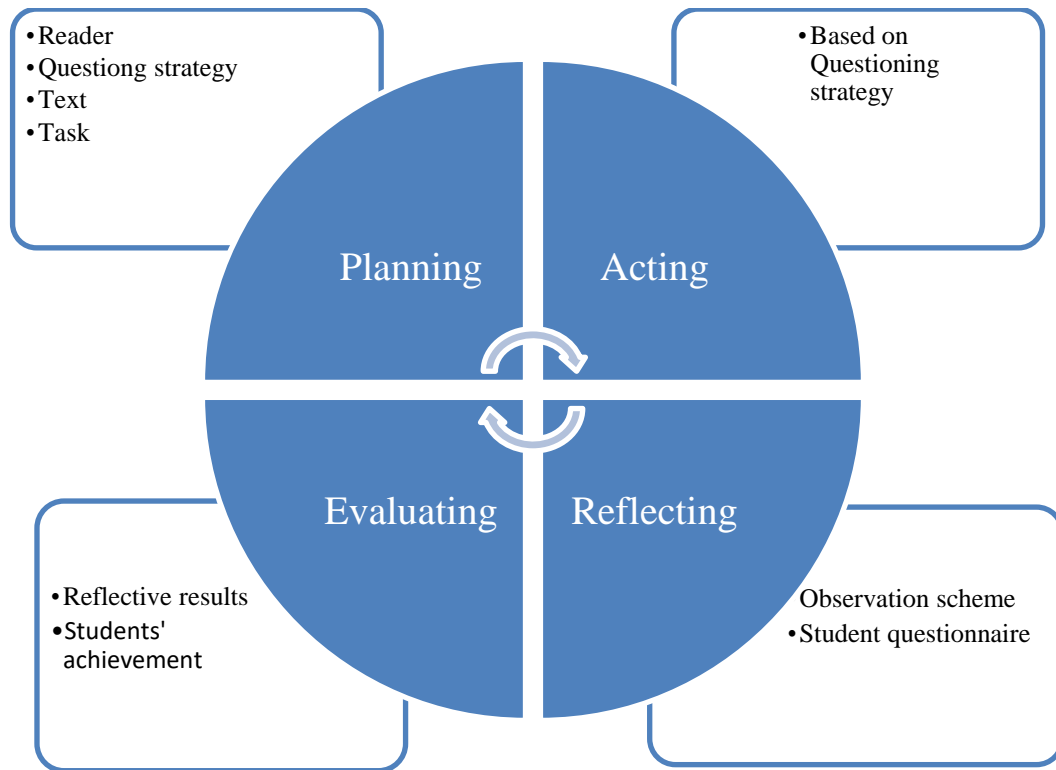 •Reader
•Questiong strategy
•Text
•Task
•Based on
Questioning
strategy
Planning
Acting
Evaluating
Reflecting
•Reflective results
•Students'
achievement
Observation scheme
•Student questionnaire